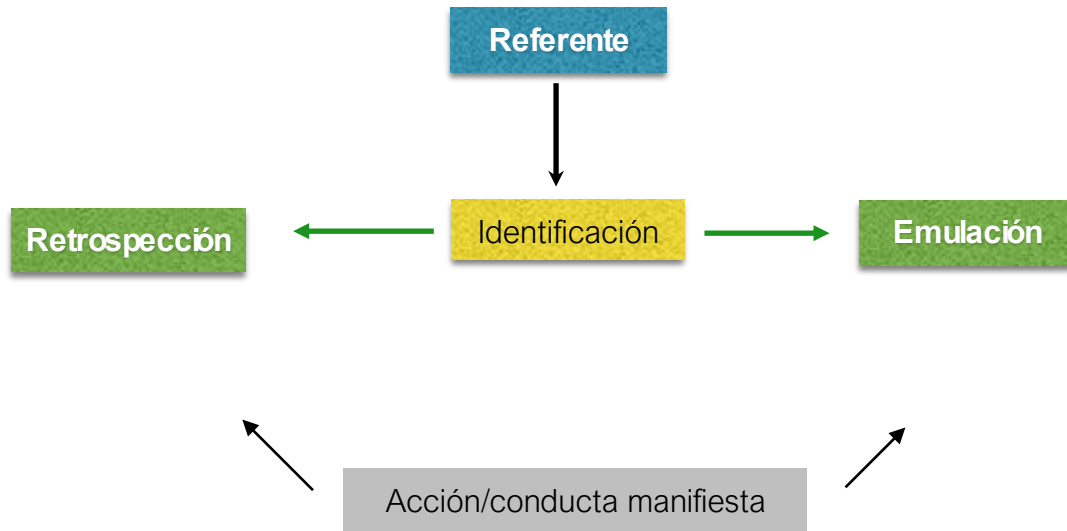 Referente
Retrospección
Identificación
Emulación
Acción/conducta manifiesta